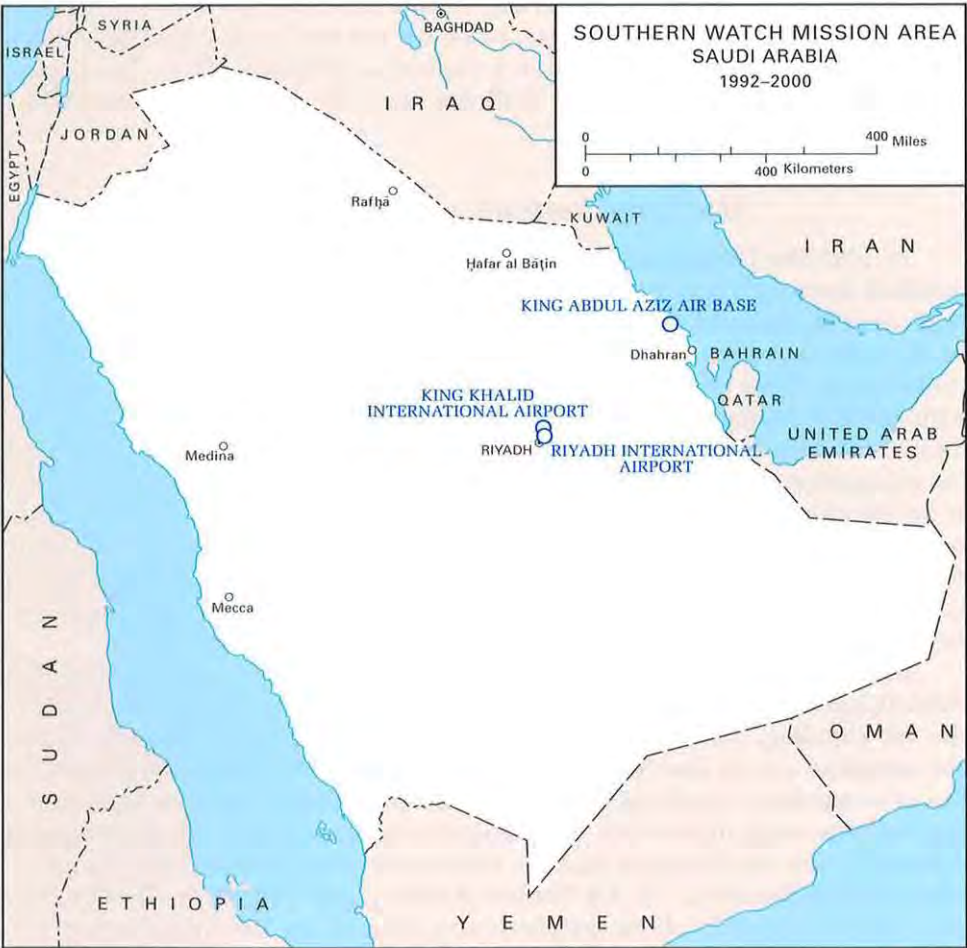 SOUTHERN WATCH MISSION AREA
SAUDI ARABIA
1992–2000
0 400 Miles
0 400 Kilometers
SYRIA
BAGHDAD
ISRAEL
IRAQ
JORDAN
EGYPT
Rafḥā
KUWAIT
IRAN
Ḥafar al Bāṭin
KING ABDUL AZIZ AIR BASE
Dhahran
BAHRAIN
KING KHALID
INTERNATIONAL AIRPORT
QATAR
UNITED ARAB
EMIRATES
RIYADH
RIYADH INTERNATIONAL
AIRPORT
Medina
Mecca
SUDAN
OMAN
ETHIOPIA
YEMEN